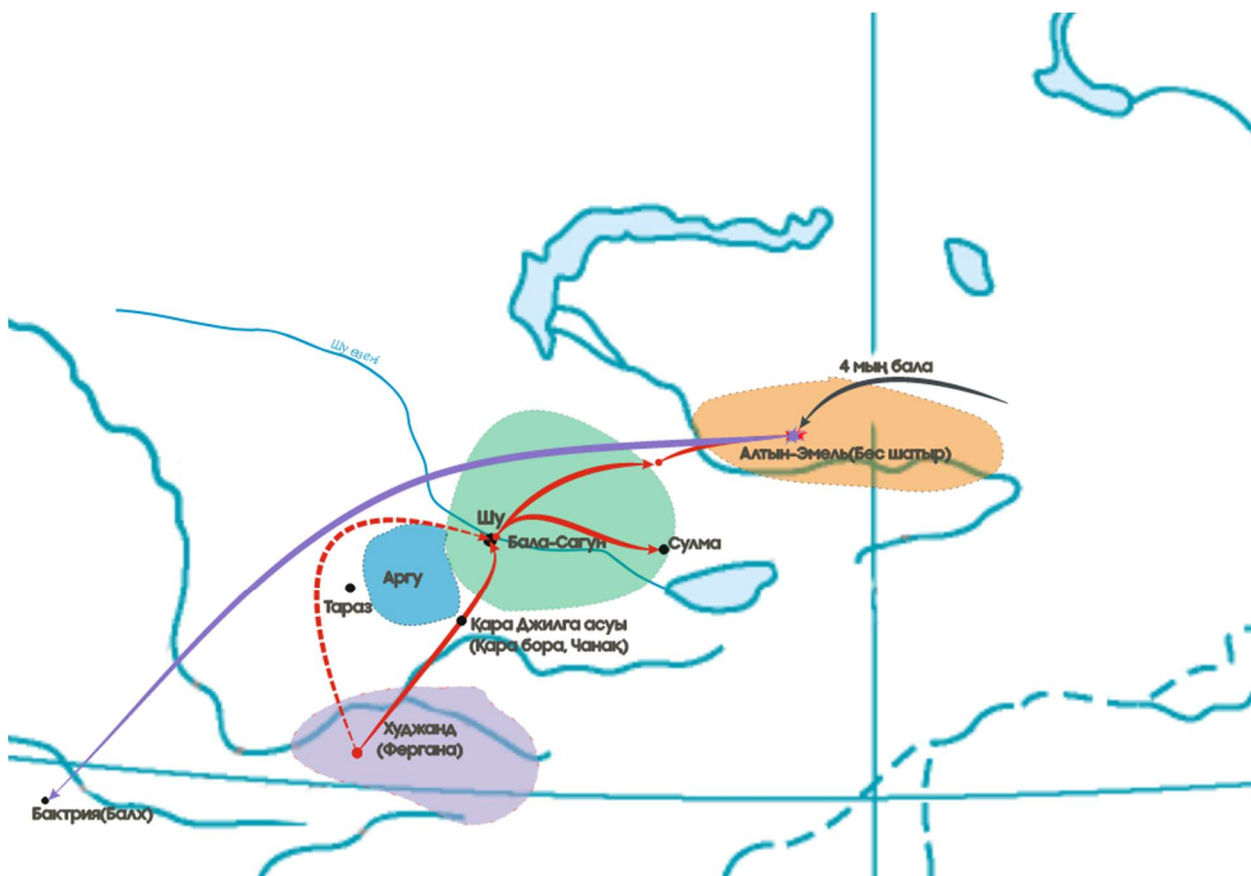 4 мың бала
Шу өзені
Алтын-Эмель(Бес шатыр)
Шу
Бала-Сагун
Сулма
Аргу
Тараз
Қара Джилга асуы
(Қара бора, Чанақ)
Худжанд
(Фергана)
Бактрия(Балх)